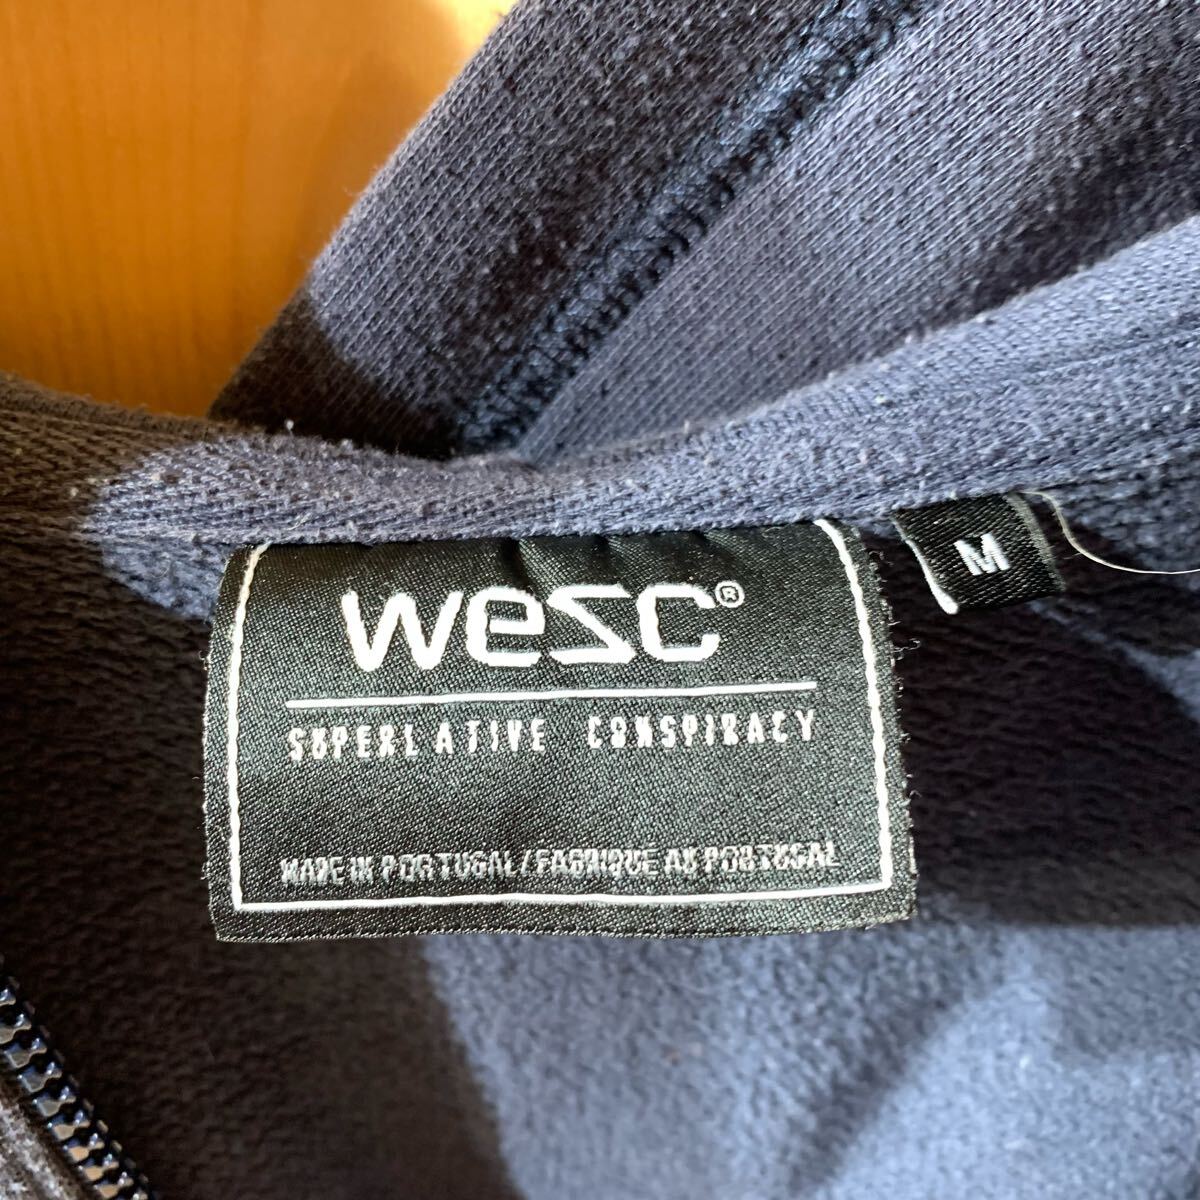 wesc®
SUPERLATIVE CONSPIRACY
MADE IN PORTUGAL/FABRIQUE AU PORTUGAL
M